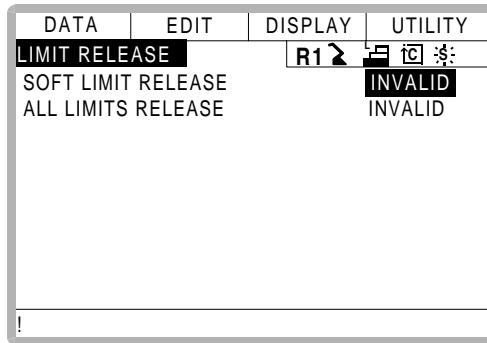 DATA EDIT DISPLAY UTILITY
LIMIT RELEASE R1 C S
SOFT LIMIT RELEASE INVALID
ALL LIMITS RELEASE INVALID
!